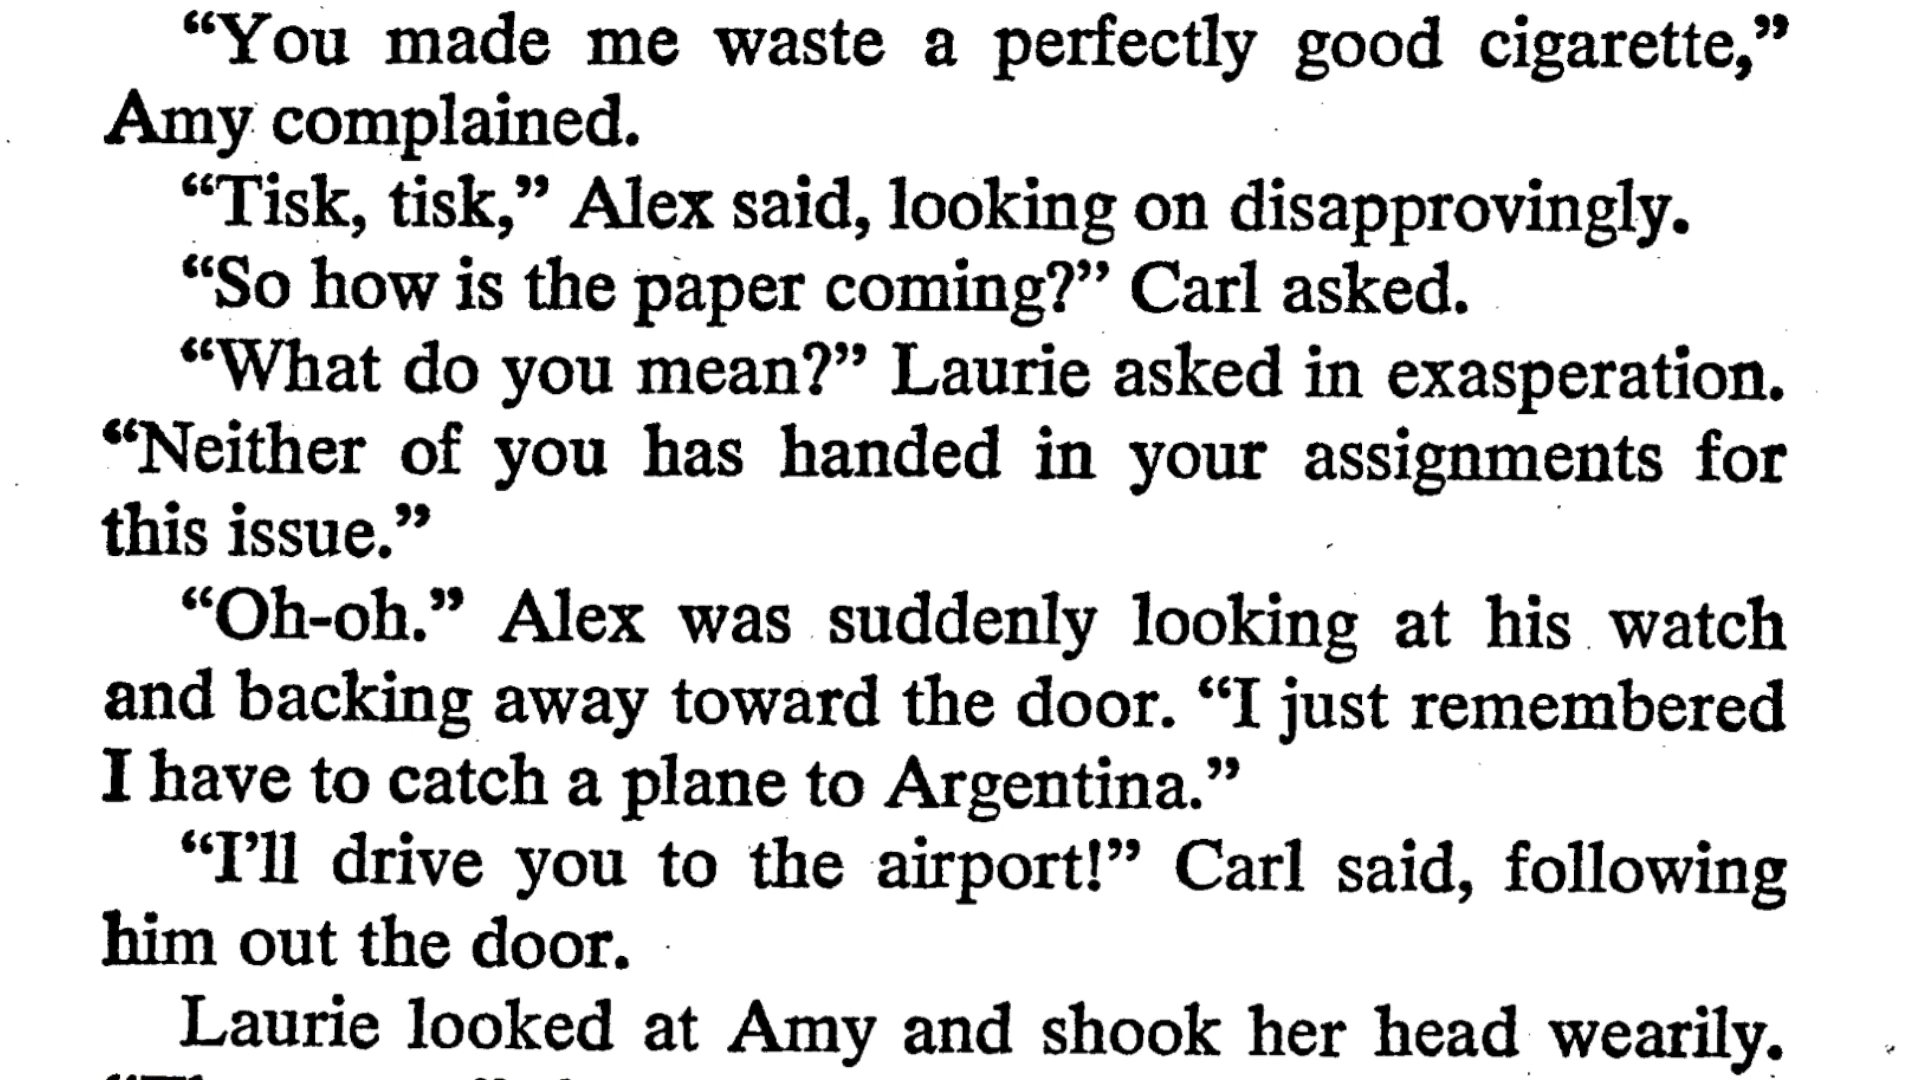 “You made me waste a perfectly good cigarette,”
Amy complained.
“Tisk, tisk,” Alex said, looking on disapprovingly.
“So how is the paper coming?” Carl asked.
“What do you mean?” Laurie asked in exasperation.
“Neither of you has handed in your assignments for
this issue.”
“Oh-oh.” Alex was suddenly looking at his watch
and backing away toward the door. “I just remembered
I have to catch a plane to Argentina.”
“I’ll drive you to the airport!” Carl said, following
him out the door.
Laurie looked at Amy and shook her head wearily.